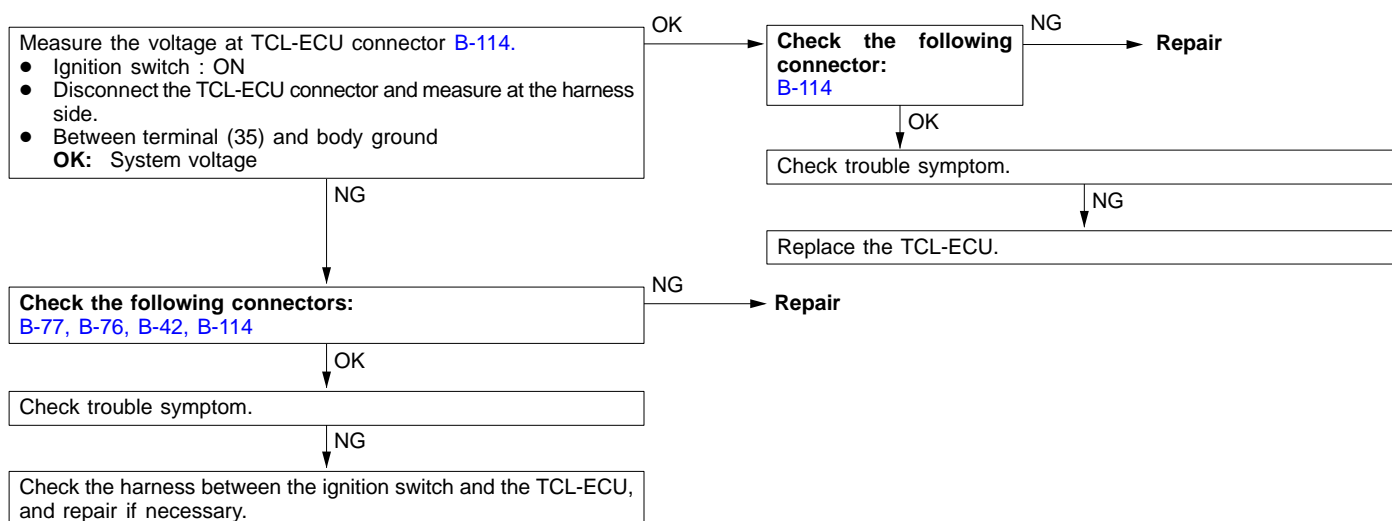 Measure the voltage at TCL-ECU connector B-114.
● Ignition switch : ON
● Disconnect the TCL-ECU connector and measure at the harness
side.
● Between terminal (35) and body ground
OK: System voltage
OK
Check the following
connector:
B-114
NG
Repair
OK
Check trouble symptom.
NG
Replace the TCL-ECU.
NG
Check the following connectors:
B-77, B-76, B-42, B-114
NG
Repair
OK
Check trouble symptom.
NG
Check the harness between the ignition switch and the TCL-ECU,
and repair if necessary.